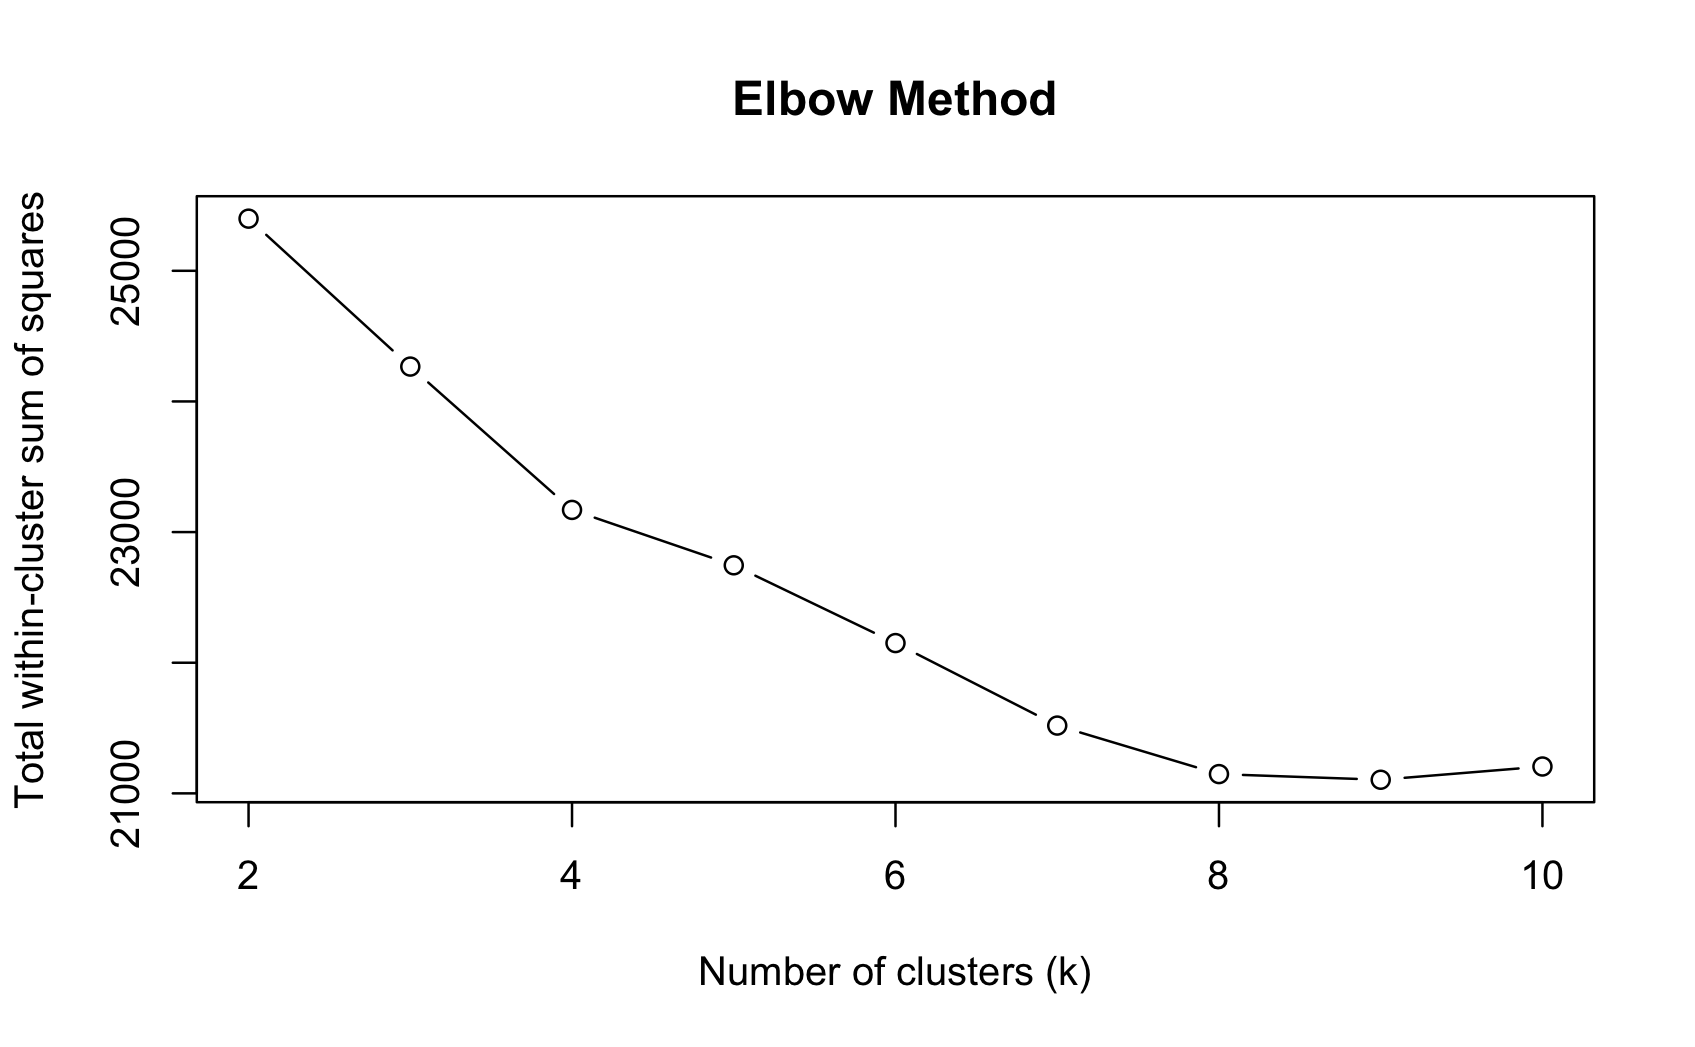 Elbow Method
Total within-cluster sum of squares
25000
23000
21000
2 4 6 8 10
Number of clusters (k)